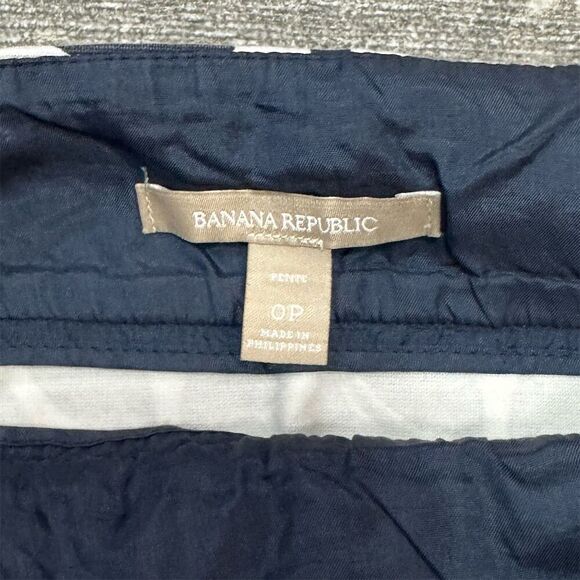 BANANA REPUBLIC
PETITE
0P
MADE IN
PHILIPPINES